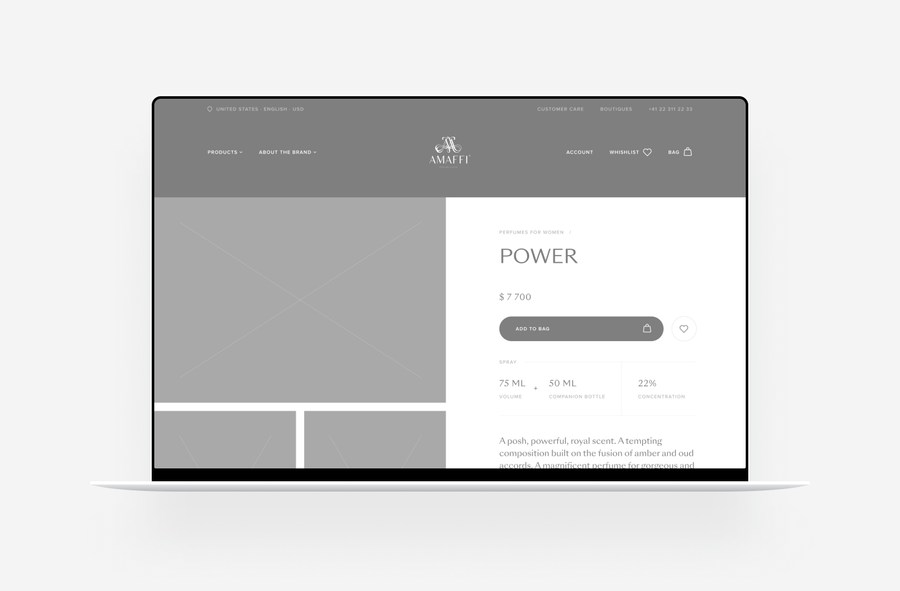 UNITED STATES · ENGLISH · USD
CUSTOMER CARE
BOUTIQUES
+41 22 311 22 33
PRODUCTS
ABOUT THE BRAND
AMAFFI
ACCOUNT
WHISHLIST
BAG
PERFUMES FOR WOMEN
POWER
$ 7 700
ADD TO BAG
SPRAY
75 ML + 50 ML
22%
VOLUME
COMPANION BOTTLE
CONCENTRATION
A posh, powerful, royal scent. A tempting
composition built on the fusion of amber and oud
accords. A magnificent perfume for gorgeous and